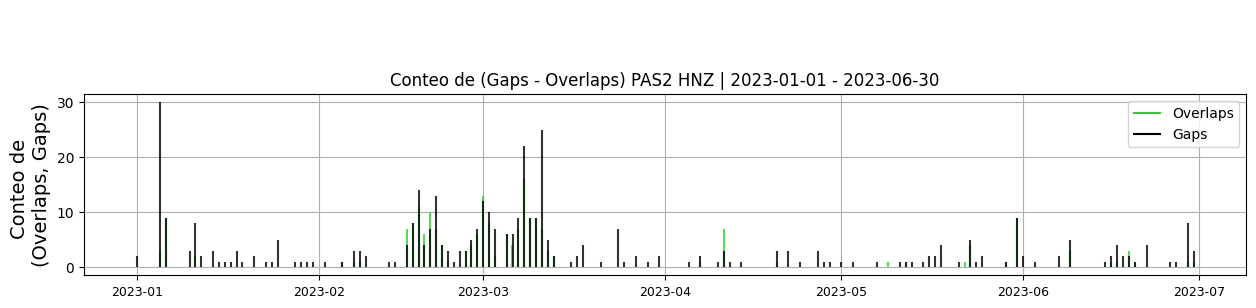 Conteo de (Gaps - Overlaps) PAS2 HNZ | 2023-01-01 - 2023-06-30
Conteo de
(Overlaps, Gaps)
30
20
10
0
Overlaps
Gaps
2023-01
2023-02
2023-03
2023-04
2023-05
2023-06
2023-07